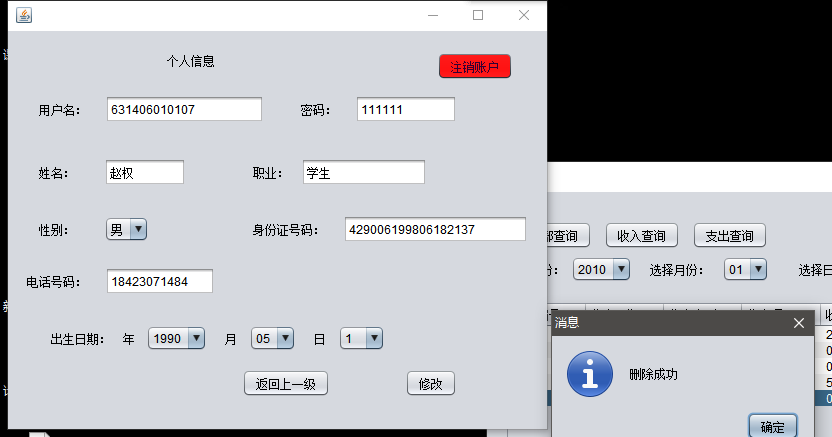 个人信息
注销账户
用户名： 631406010107 密码： 111111
姓名： 赵权 职业： 学生
性别： 男 身份证号码： 429006199806182137
电话号码： 18423071484
出生日期： 年 1990 月 05 日 1
返回上一级 修改
查询 收入查询 支出查询
份： 2010 选择月份： 01 选择日
消息
删除成功
确定